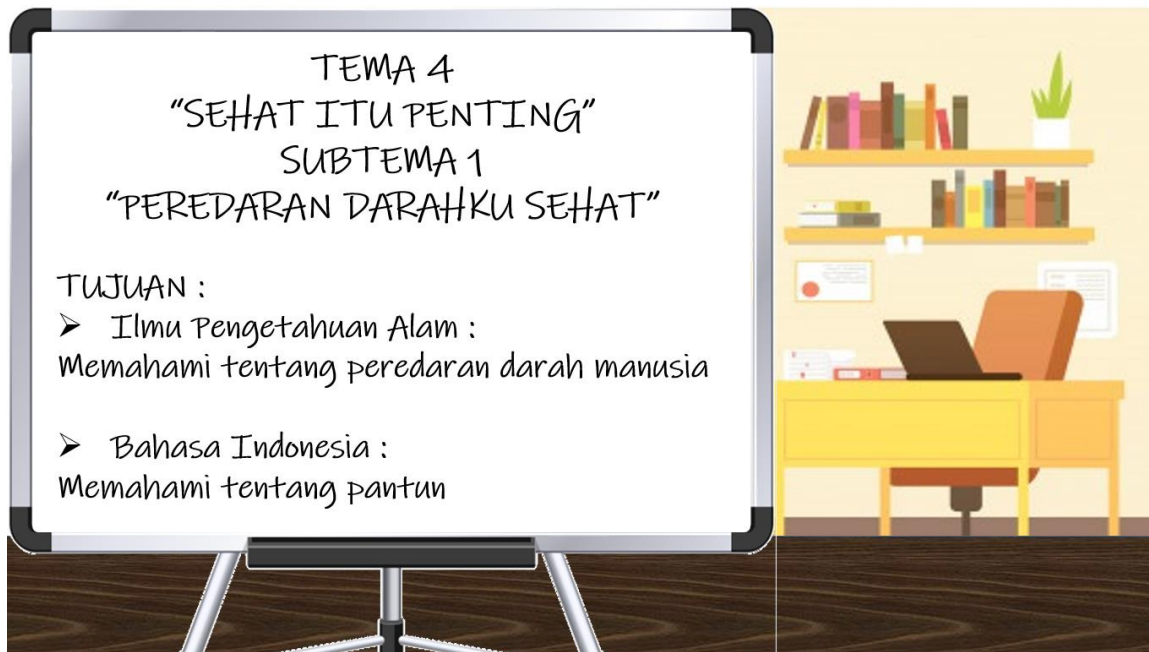 TEMA 4
"SEHAT ITU PENTING"
SUBTEMA 1
"PEREDARAN DARAHKU SEHAT"
TUJUAN :
➢ Ilmu Pengetahuan Alam :
Memahami tentang peredaran darah manusia
➢ Bahasa Indonesia :
Memahami tentang pantun